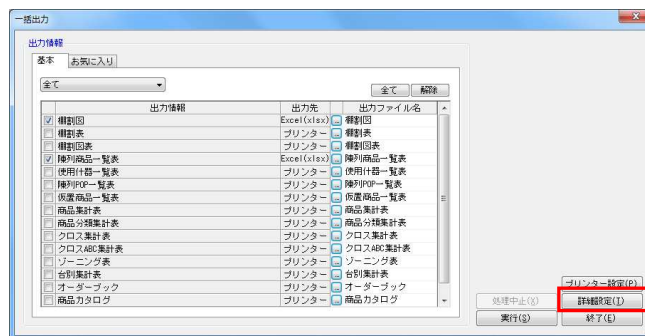 一括出力
出力情報
基本 お気に入り
全て 全て 解除
出力情報 出力先 出力ファイル名
棚割図 Excel(xlsx) 棚割図
棚割表 プリンター 棚割表
棚割図表 プリンター 棚割図表
陳列商品一覧表 Excel(xlsx) 陳列商品一覧表
使用什器一覧表 プリンター 使用什器一覧表
陳列POP一覧表 プリンター 陳列POP一覧表
仮置商品一覧表 プリンター 仮置商品一覧表
商品集計表 プリンター 商品集計表
商品分類集計表 プリンター 商品分類集計表
クロス集計表 プリンター クロス集計表
クロスABC集計表 プリンター クロスABC集計表
ゾーニング表 プリンター ゾーニング表
台別集計表 プリンター 台別集計表
オーダーブック プリンター オーダーブック
商品カタログ プリンター 商品カタログ
プリンター設定(P)
処理中止(X) 詳細設定(I)
実行(S) 終了(E)